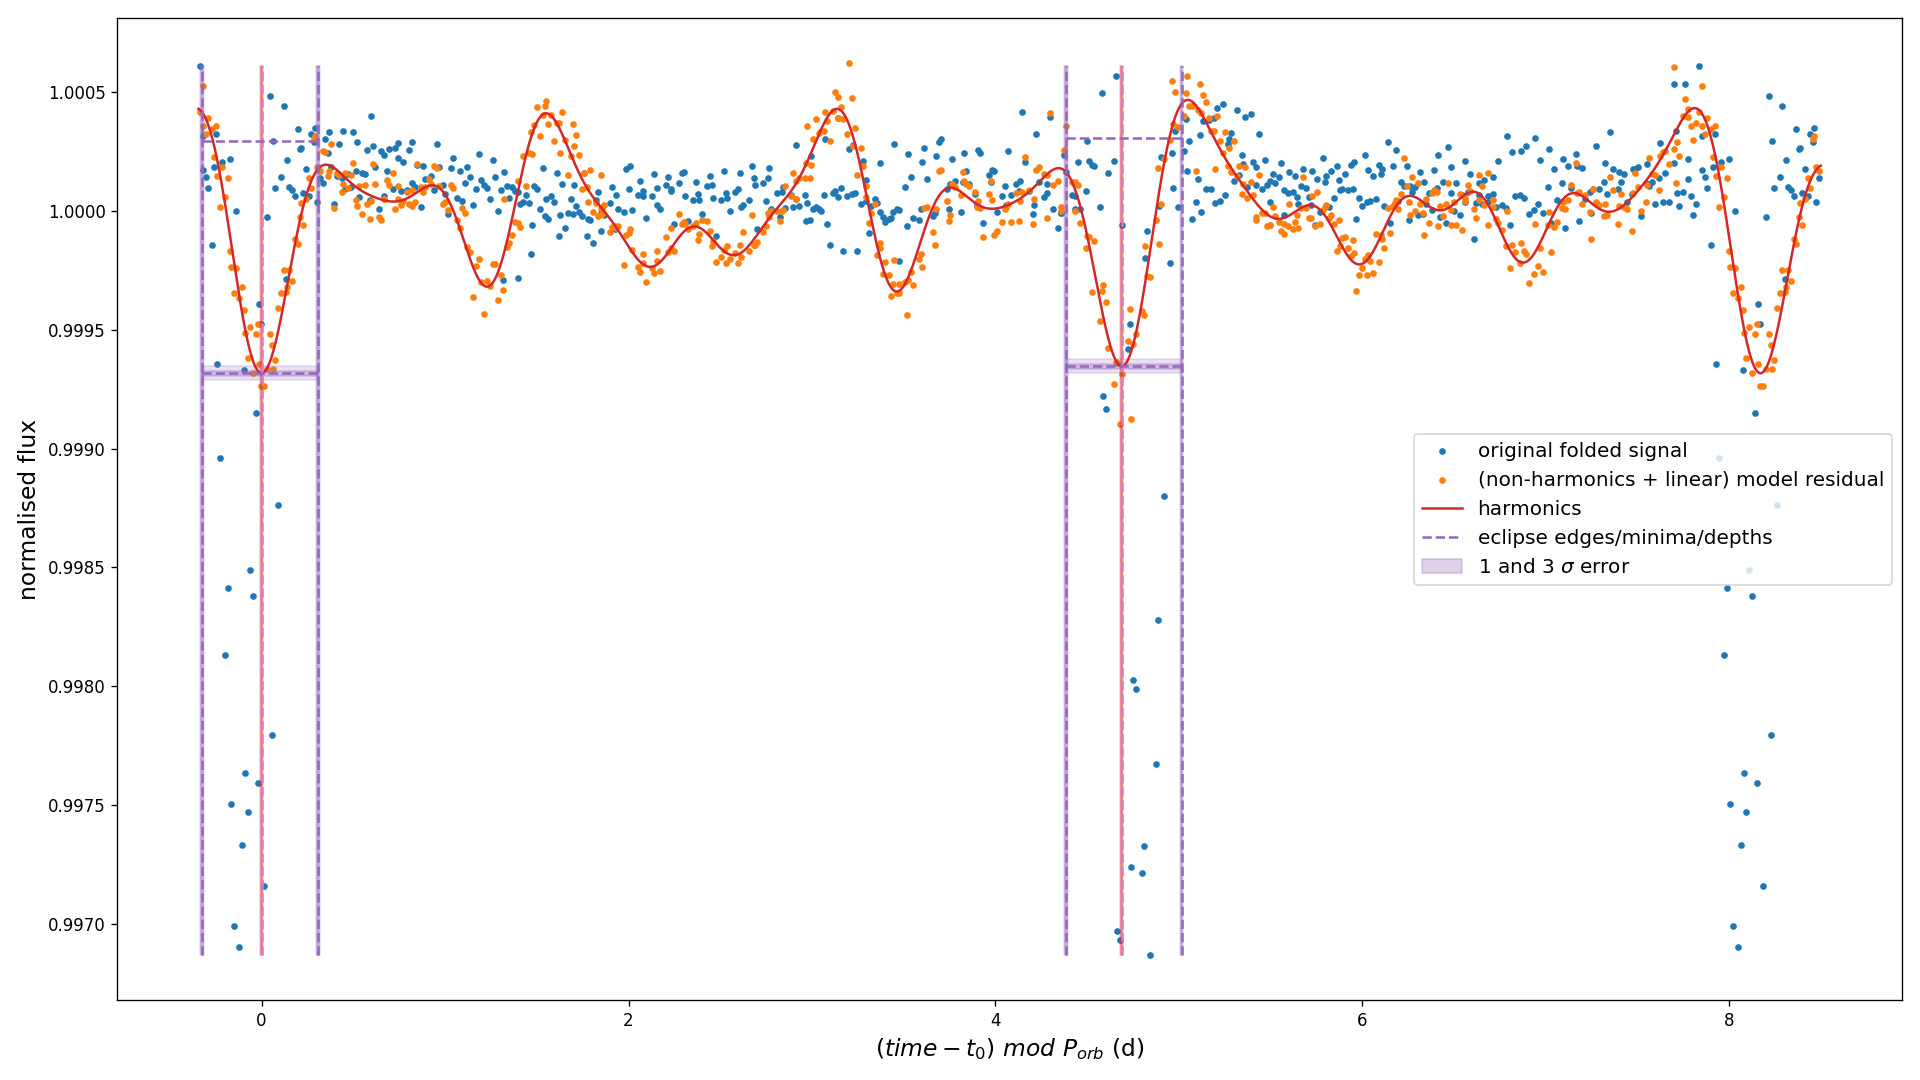 normalised flux
1.0005
1.0000
0.9995
0.9990
0.9985
0.9980
0.9975
0.9970
original folded signal
(non-harmonics + linear) model residual
harmonics
eclipse edges/minima/depths
1 and 3 σ error
0 2 4 6 8
(time − t₀) mod Pₒᵣb (d)